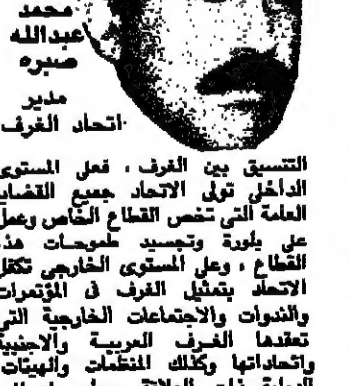 محمد
عبدالله
صبره
مدير
اتحاد الغرف
التنسيق بين الغرف ، فعلى المستوى
الداخلي تولى الاتحاد جميع القضايا
العامة التي تخص القطاع الخاص وعمل
على بلورة وتجسيد طموحات هذا
القطاع ، وعلى المستوى الخارجي تكفل
الاتحاد بتمثيل الغرف في المؤتمرات
والندوات والاجتماعات الخارجية التي
تعقدها الغرف العربية والاجنبية
واتحاداتها وكذلك المنظمات والهيئات